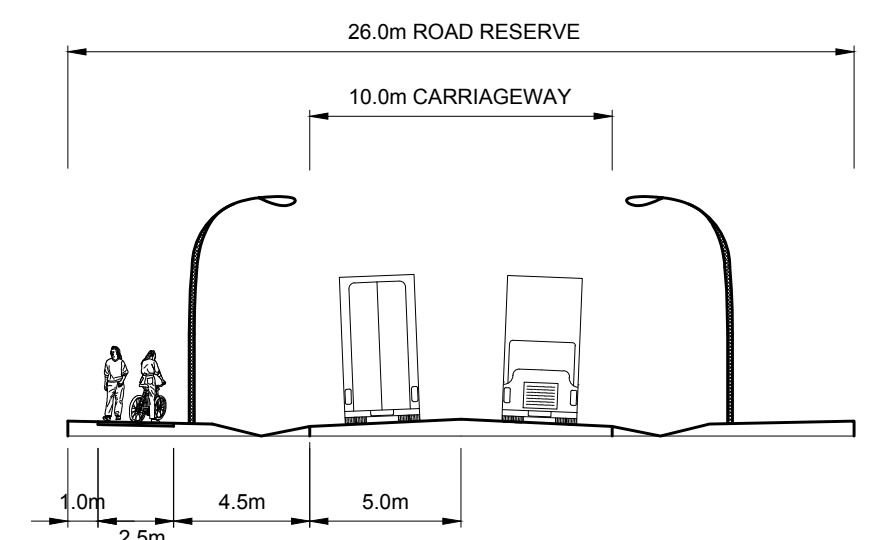 26.0m ROAD RESERVE
10.0m CARRIAGEWAY
1.0m
4.5m
5.0m
2.5m